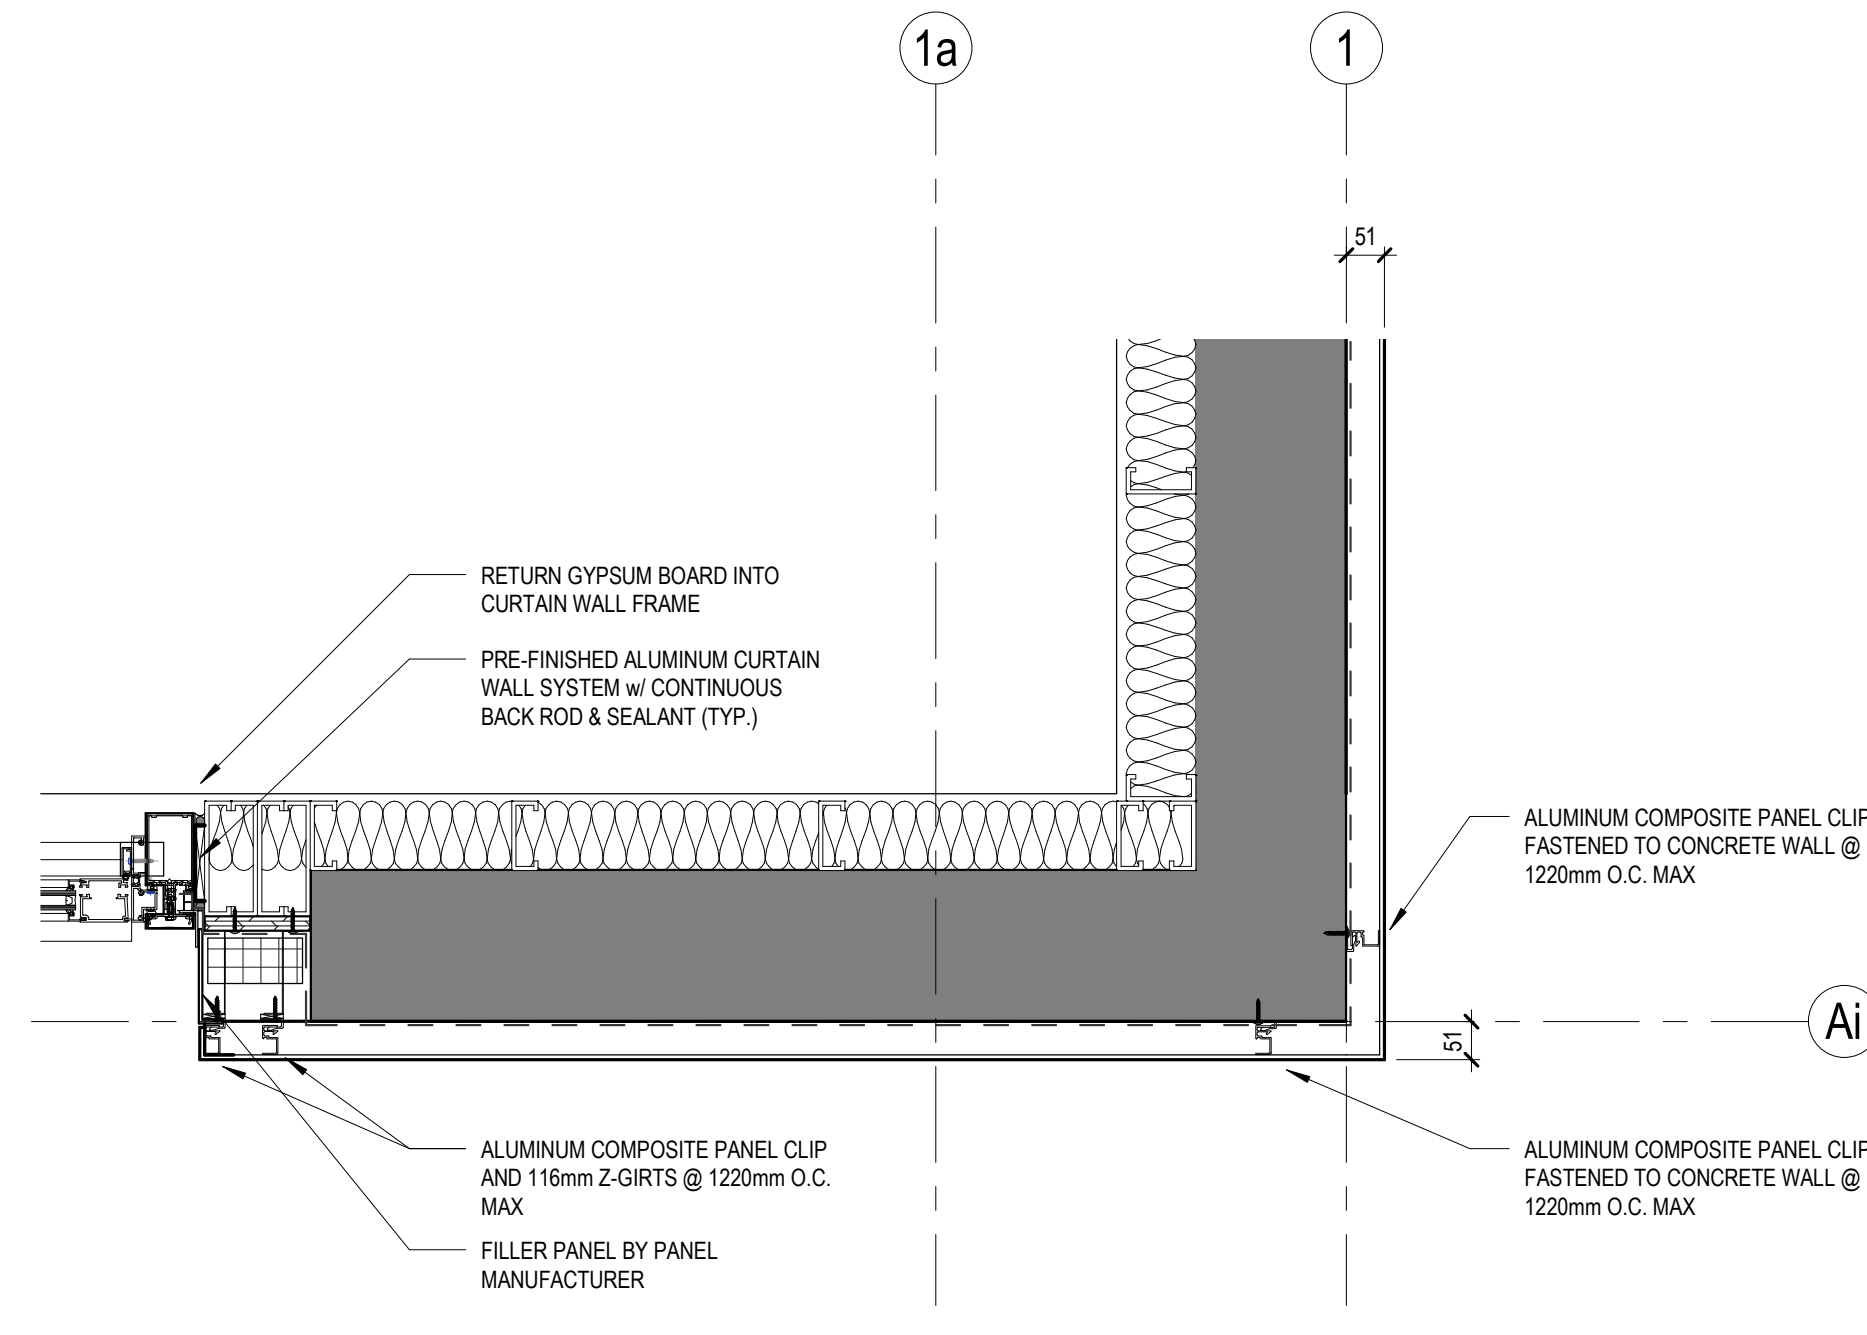 1a
1
51
RETURN GYPSUM BOARD INTO
CURTAIN WALL FRAME
PRE-FINISHED ALUMINUM CURTAIN
WALL SYSTEM w/ CONTINUOUS
BACK ROD & SEALANT (TYP.)
ALUMINUM COMPOSITE PANEL CLIP
FASTENED TO CONCRETE WALL @
1220mm O.C. MAX
Ai
51
ALUMINUM COMPOSITE PANEL CLIP
AND 116mm Z-GIRTS @ 1220mm O.C.
MAX
ALUMINUM COMPOSITE PANEL CLIP
FASTENED TO CONCRETE WALL @
1220mm O.C. MAX
FILLER PANEL BY PANEL
MANUFACTURER